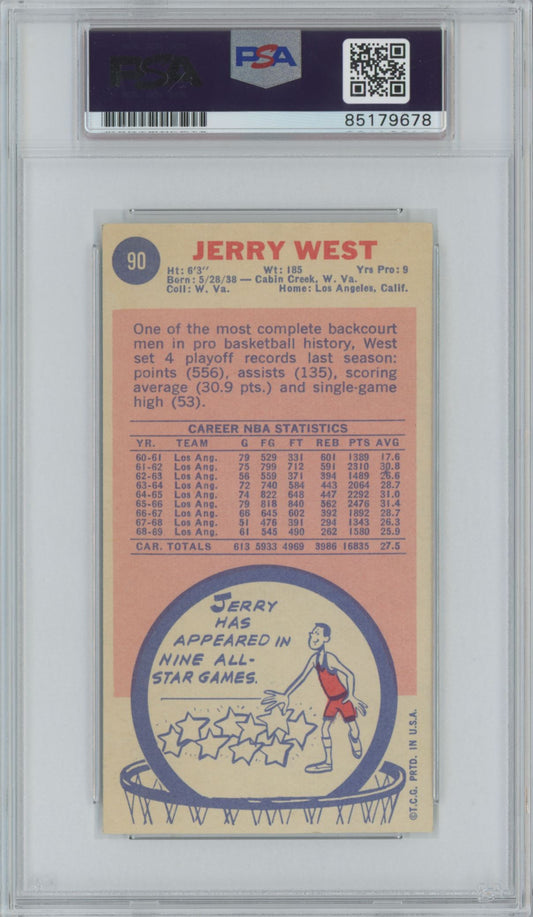 PSA
PSA
85179678
90
JERRY WEST
Ht: 6'3" Wt: 185 Yrs Pro: 9
Born: 5/28/38 — Cabin Creek, W. Va.
Coll: W. Va. Home: Los Angeles, Calif.
One of the most complete backcourt
men in pro basketball history, West
set 4 playoff records last season:
points (556), assists (135), scoring
average (30.9 pts.) and single-game
high (53).
CAREER NBA STATISTICS
YR. TEAM G FG FT REB PTS AVG
60-61 Los Ang. 79 529 331 601 1389 17.6
61-62 Los Ang. 75 799 712 591 2310 30.8
62-63 Los Ang. 56 559 371 394 1489 26.6
63-64 Los Ang. 72 740 584 443 2064 28.7
64-65 Los Ang. 74 822 648 447 2292 31.0
65-66 Los Ang. 79 818 840 562 2476 31.4
66-67 Los Ang. 66 645 602 392 1892 28.7
67-68 Los Ang. 51 476 391 294 1343 26.3
68-69 Los Ang. 61 545 490 262 1580 25.9
CAR. TOTALS 613 5933 4969 3986 16835 27.5
JERRY
HAS
APPEARED IN
NINE ALL-
STAR GAMES.
©T.C.G. PRTD. IN U.S.A.